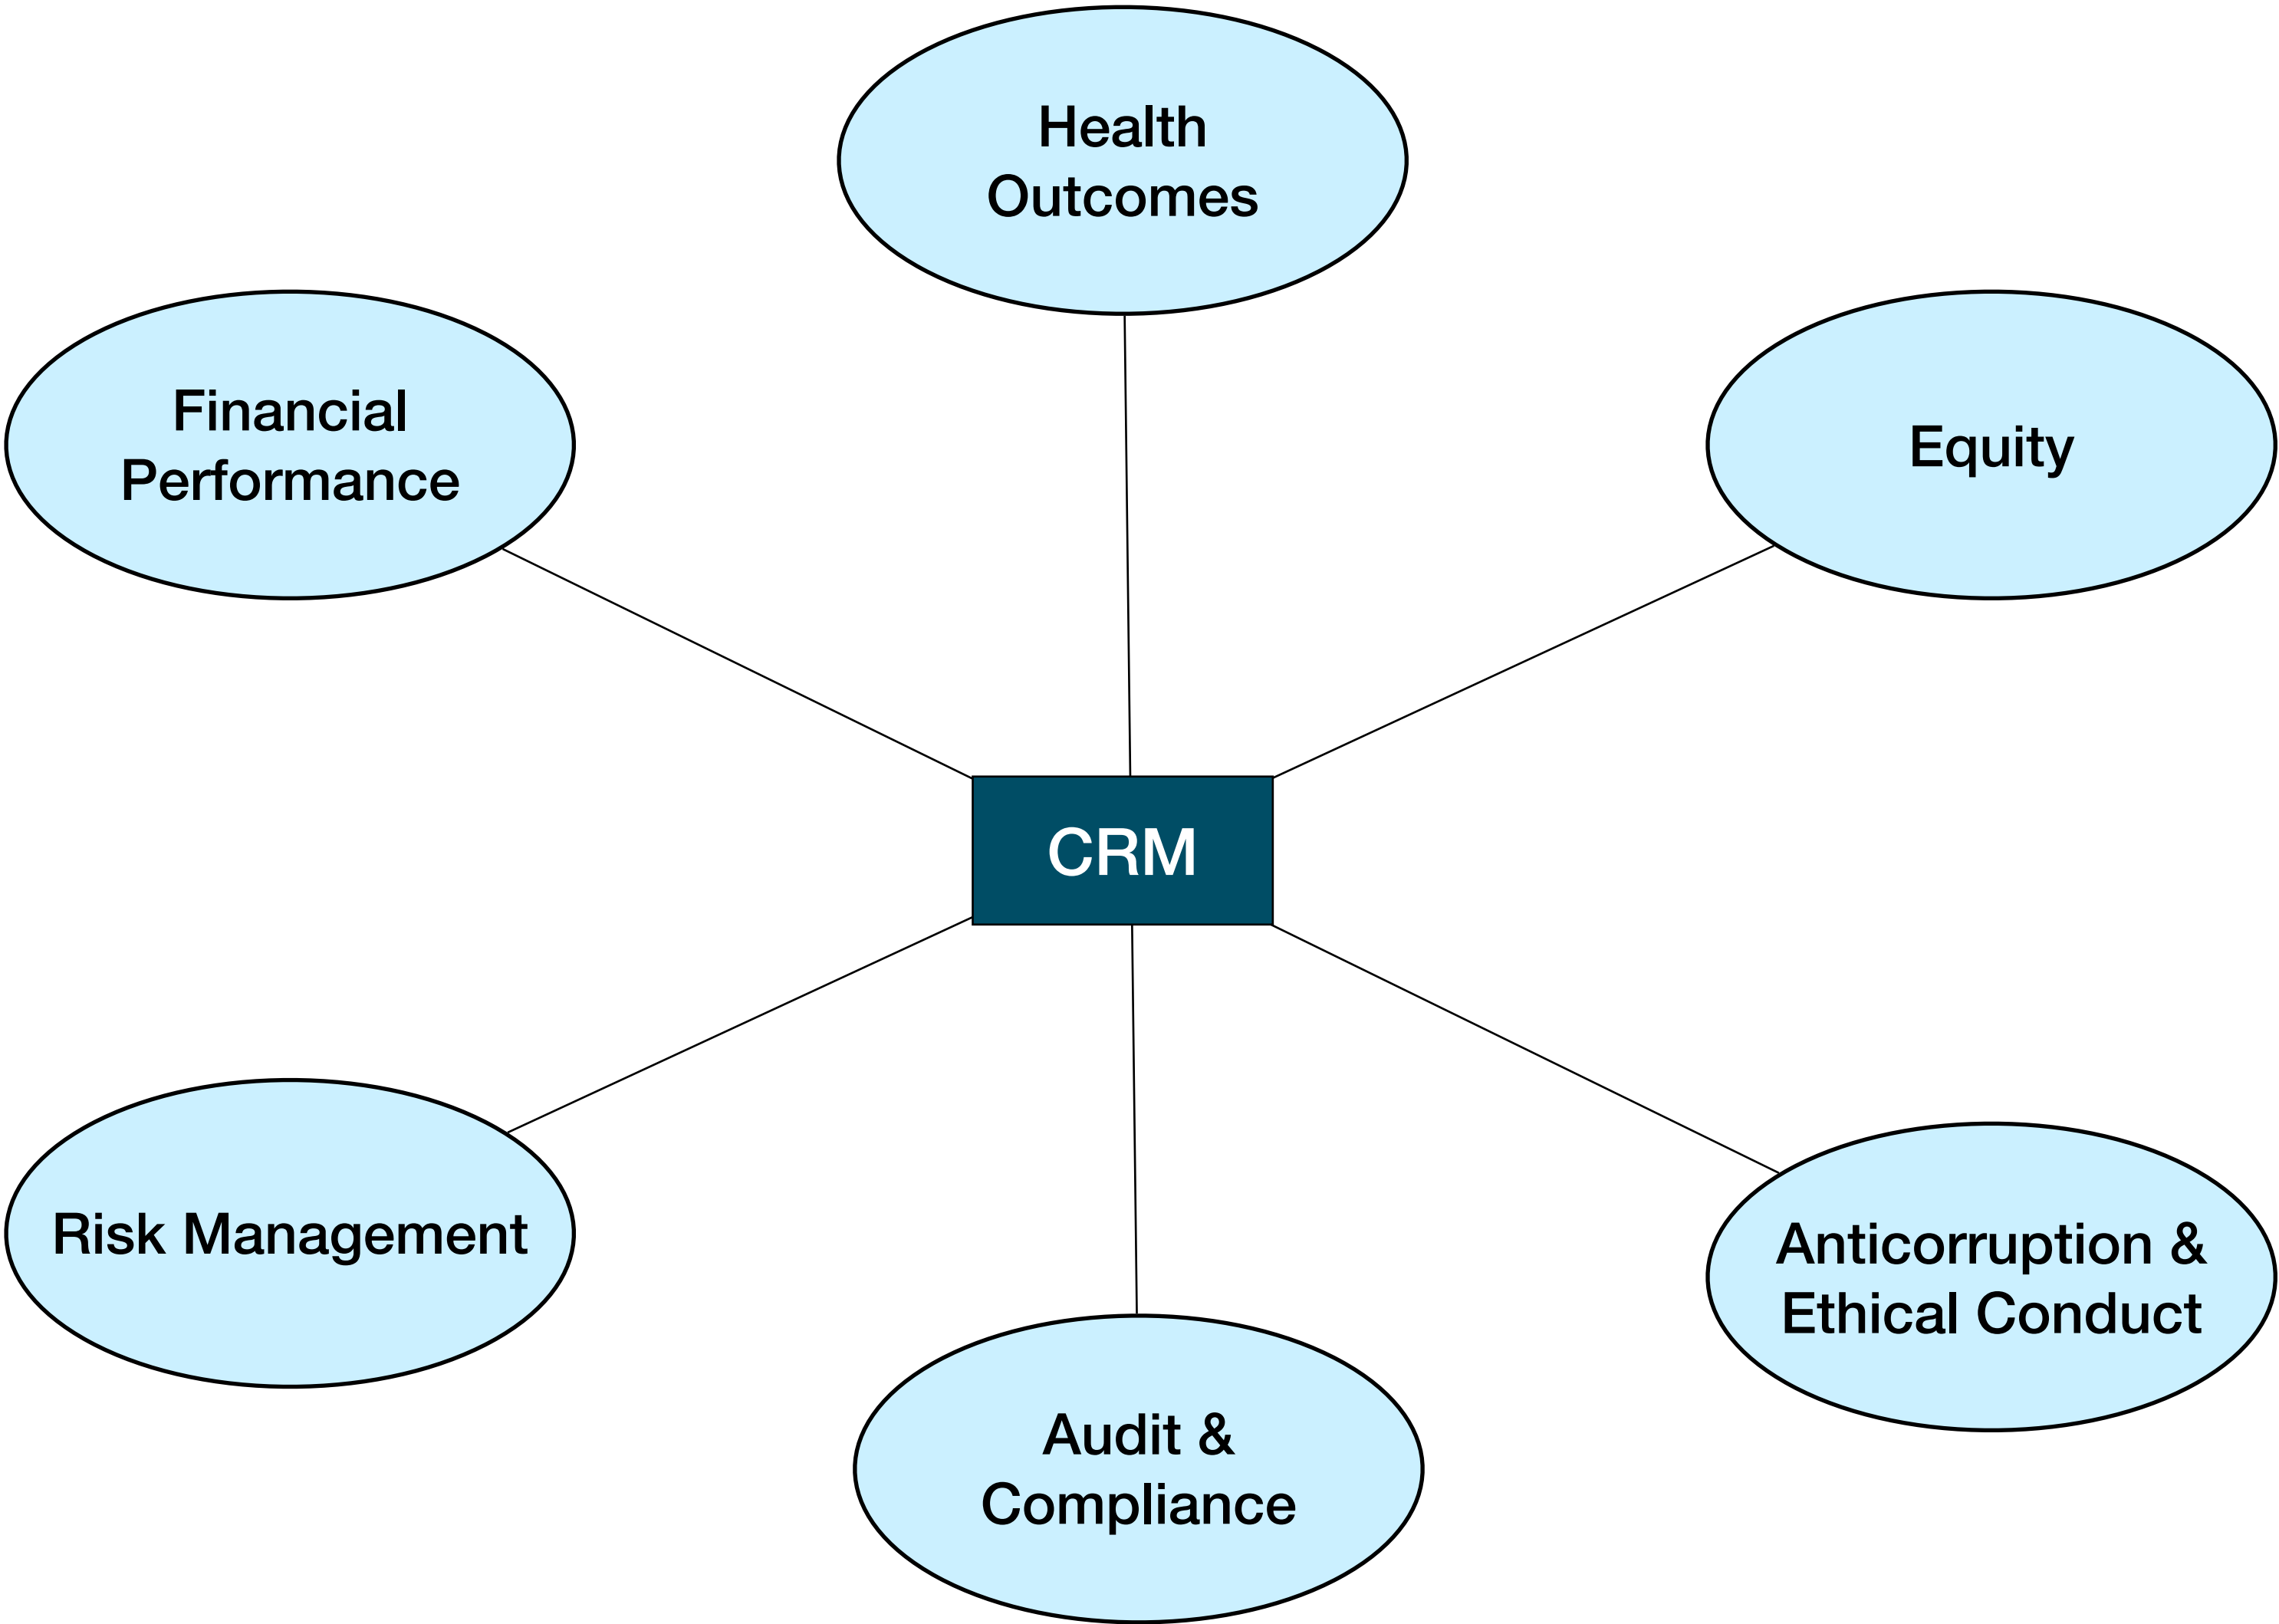 Health
Outcomes
Financial
Performance
Equity
CRM
Risk Management
Anticorruption &
Ethical Conduct
Audit &
Compliance